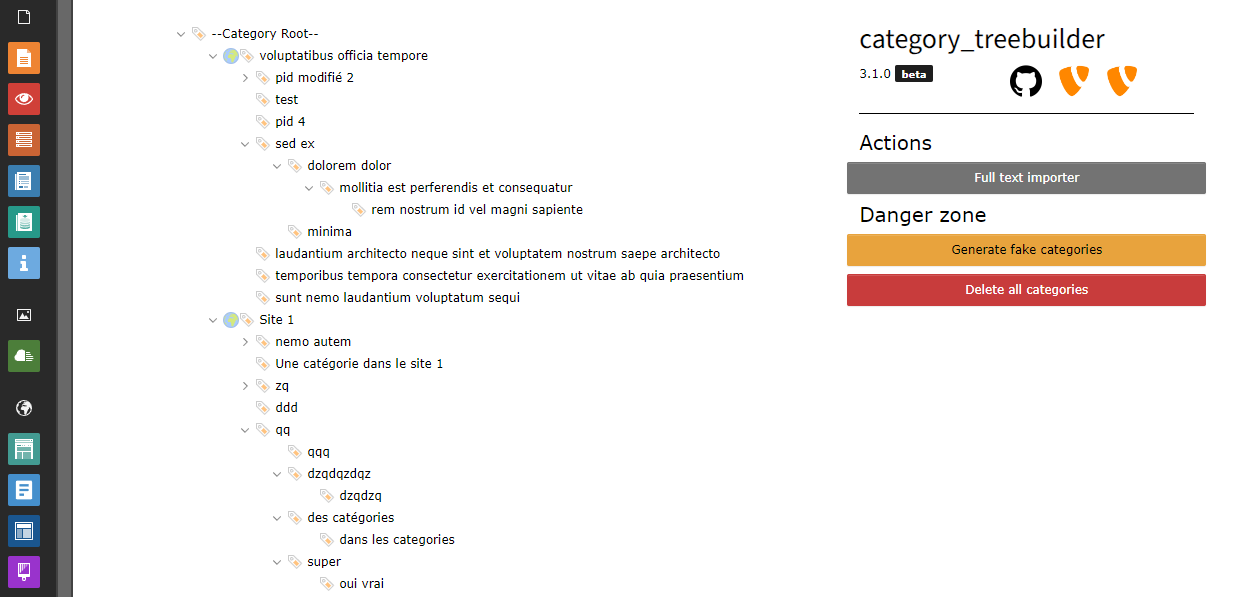 --Category Root--
voluptatibus officia tempore
pid modifié 2
test
pid 4
sed ex
dolorem dolor
mollitia est perferendis et consequatur
rem nostrum id vel magni sapiente
minima
laudantium architecto neque sint et voluptatem nostrum saepe architecto
temporibus tempora consectetur exercitationem ut vitae ab quia praesentium
sunt nemo laudantium voluptatum sequi
Site 1
nemo autem
Une catégorie dans le site 1
zq
ddd
qq
qqq
dzqdqzdqz
dzqdzq
des catégories
dans les categories
super
oui vrai
category_treebuilder
3.1.0 beta
Actions
Full text importer
Danger zone
Generate fake categories
Delete all categories